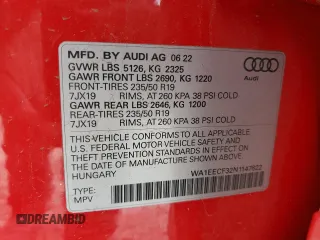 MFD. BY AUDI AG 06 22
GVWR LBS 5126, KG 2325
GAWR FRONT LBS 2690, KG 1220
FRONT-TIRES 235/50 R19
7JX19 RIMS, AT 260 KPA 38 PSI COLD
GAWR REAR LBS 2646, KG 1200
REAR-TIRES 235/50 R19
7JX19 RIMS, AT 260 KPA 38 PSI COLD
Audi
THIS VEHICLE CONFORMS TO ALL APPLICABLE
U.S. FEDERAL MOTOR VEHICLE SAFETY AND
THEFT PREVENTION STANDARDS IN EFFECT ON
THE DATE OF MANUFACTURE SHOWN ABOVE.
TYPE:
MPV
WA1EECF32N1147622
DREAMBID